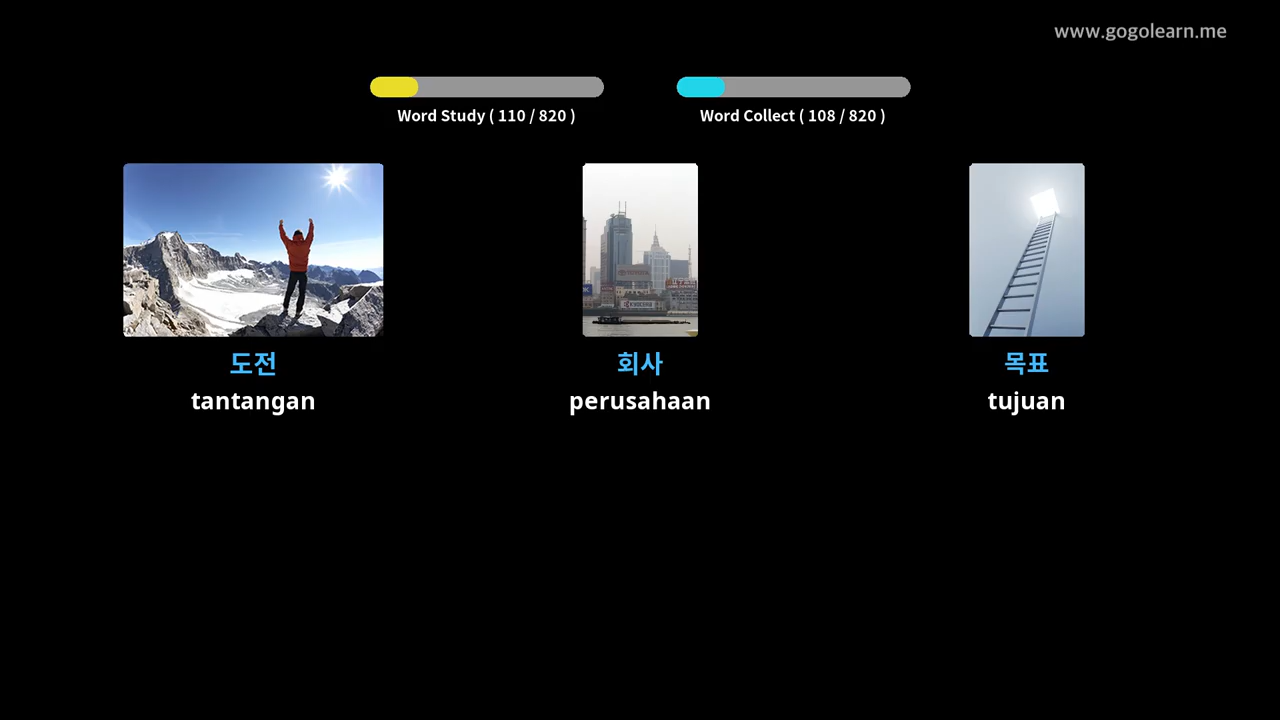 www.gogolearn.me
Word Study ( 110 / 820 )
Word Collect ( 108 / 820 )
도전
tantangan
회사
perusahaan
목표
tujuan